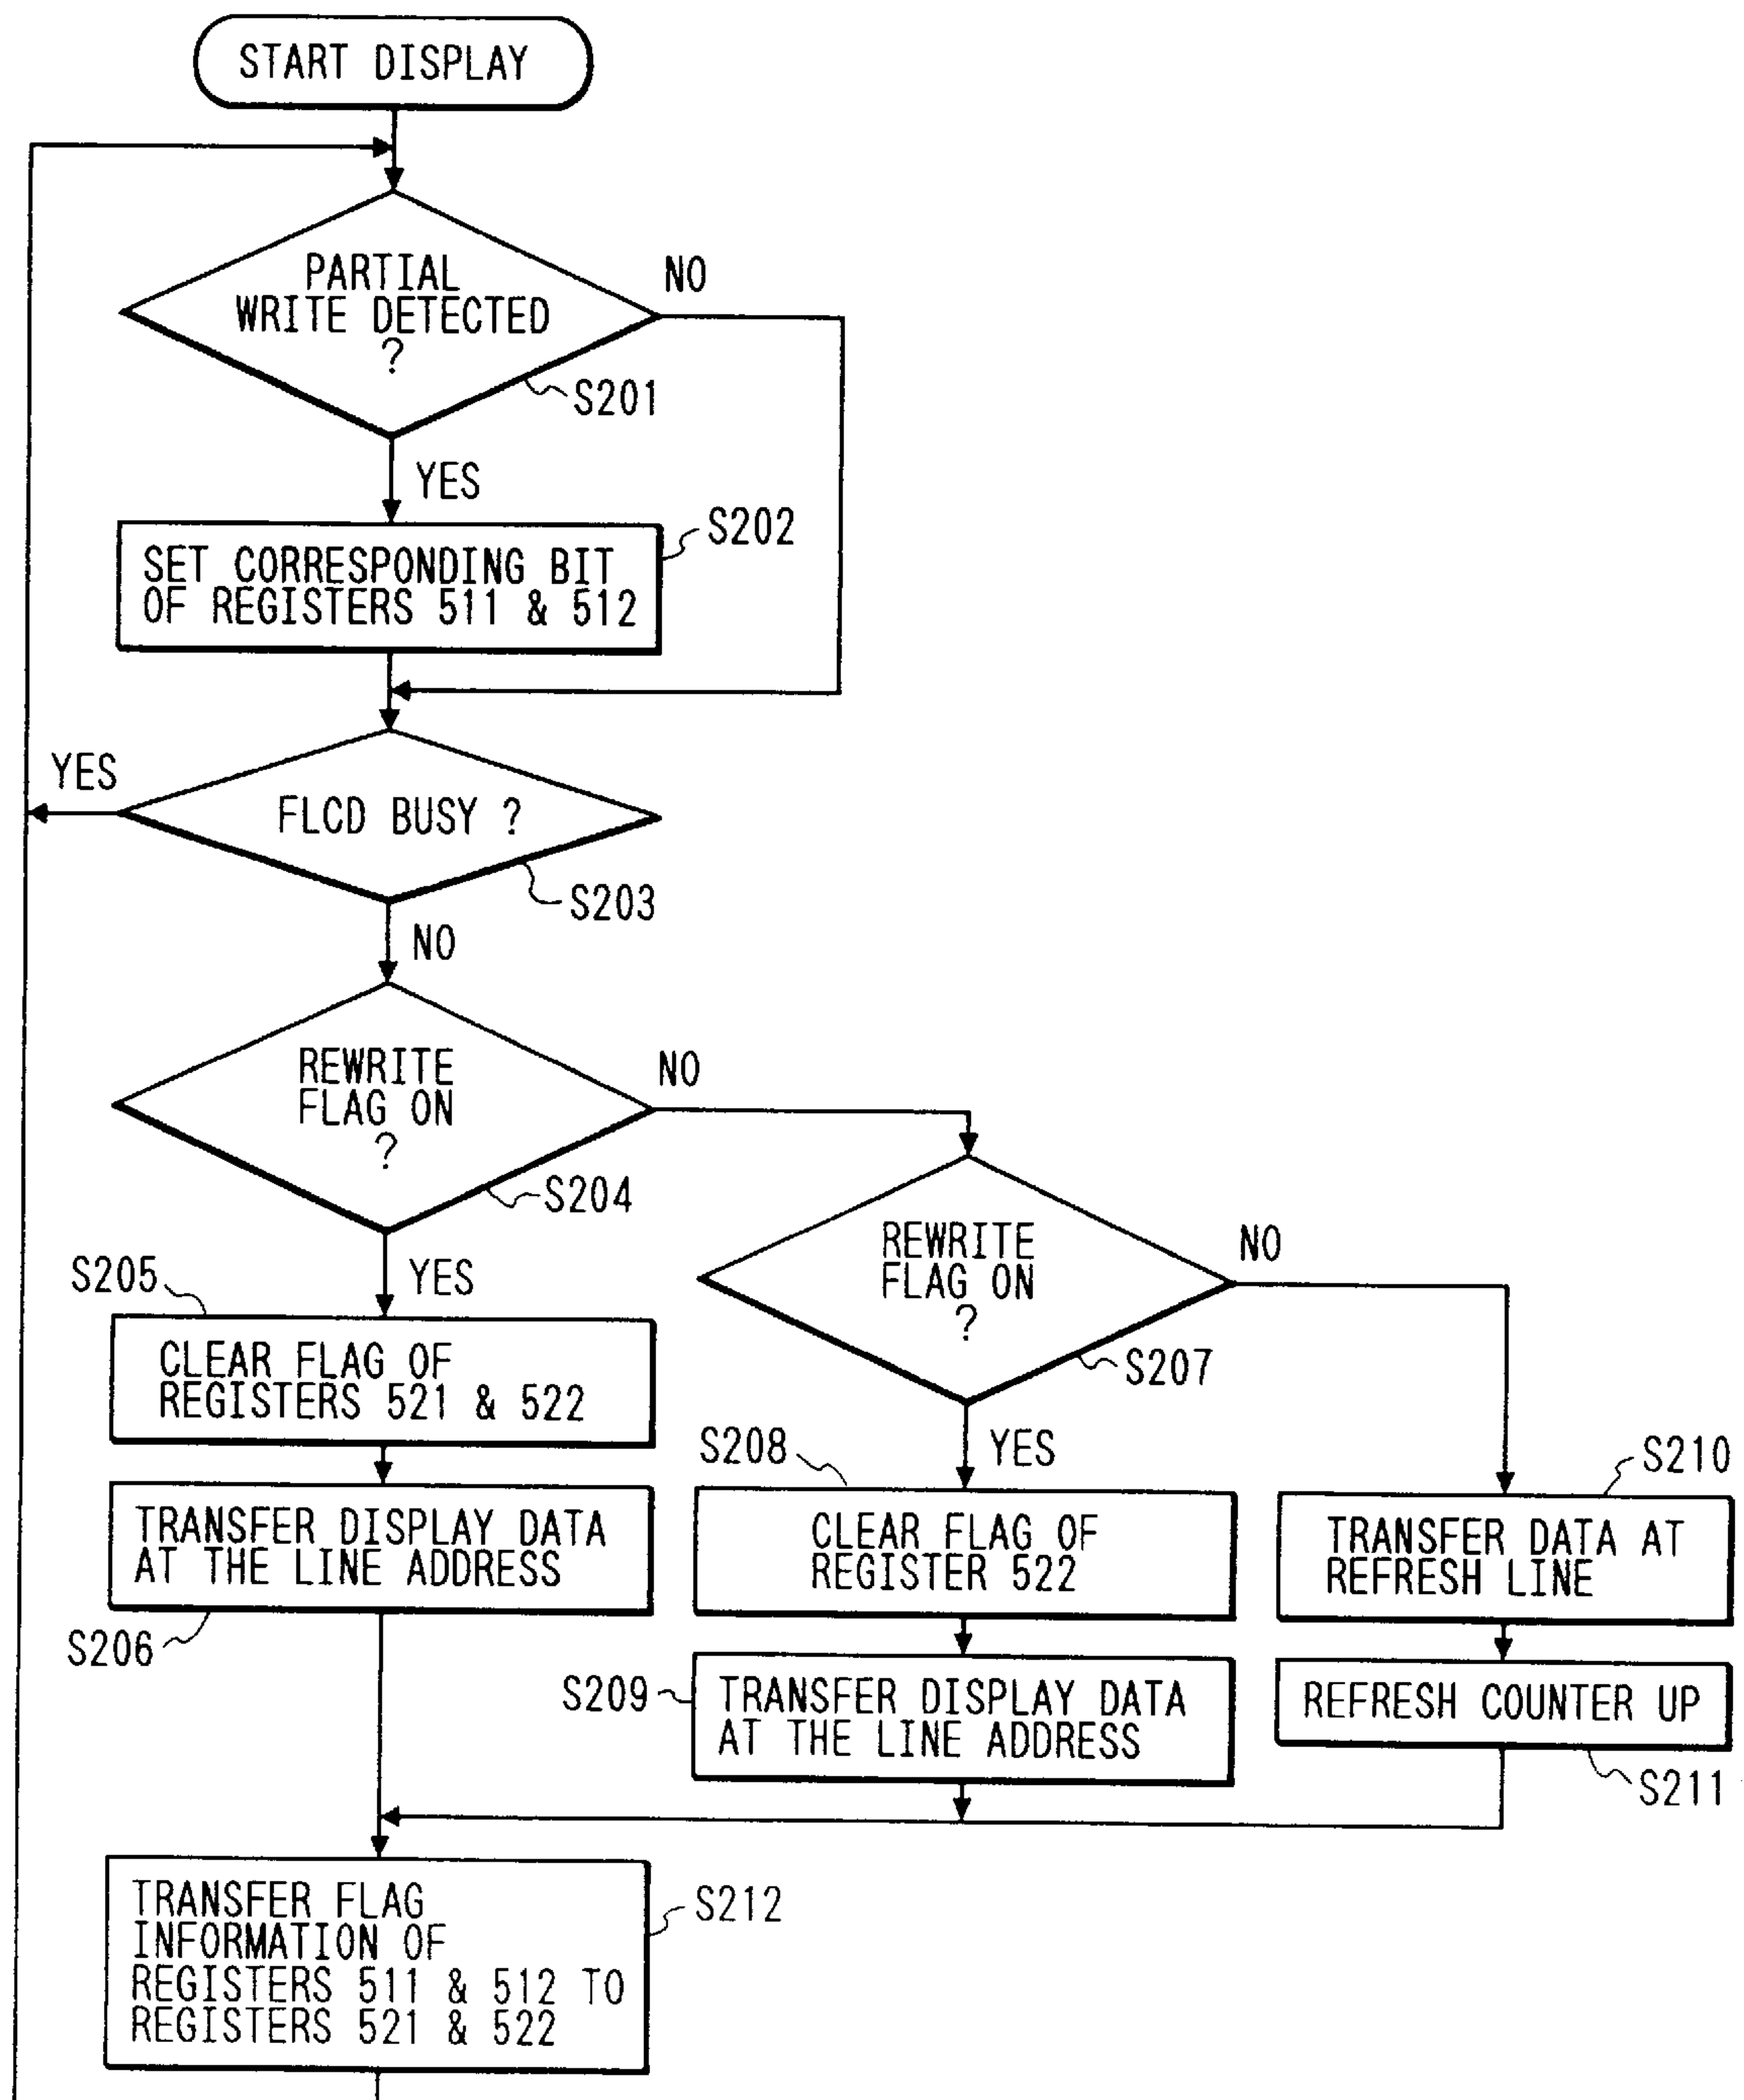 START DISPLAY
PARTIAL
WRITE DETECTED
?
NO
S201
YES
S202
SET CORRESPONDING BIT
OF REGISTERS 511 & 512
YES
FLCD BUSY ?
S203
NO
REWRITE
FLAG ON
?
NO
S204
YES
REWRITE
FLAG ON
?
NO
S207
YES
S205
CLEAR FLAG OF
REGISTERS 521 & 522
TRANSFER DISPLAY DATA
AT THE LINE ADDRESS
S206
S208
CLEAR FLAG OF
REGISTER 522
S209
TRANSFER DISPLAY DATA
AT THE LINE ADDRESS
S210
TRANSFER DATA AT
REFRESH LINE
REFRESH COUNTER UP
S211
TRANSFER FLAG
INFORMATION OF
REGISTERS 511 & 512 TO
REGISTERS 521 & 522
S212